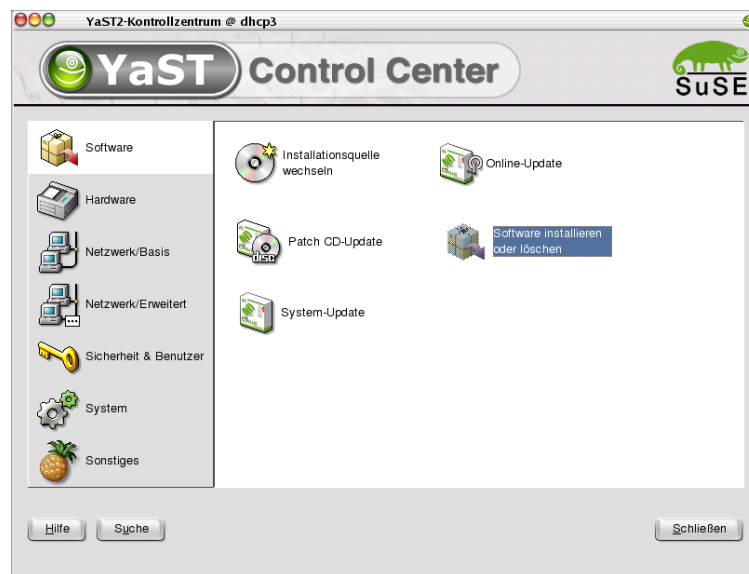 YaST2-Kontrollzentrum @ dhcp3
YaST Control Center
SuSE
Software
Hardware
Netzwerk/Basis
Netzwerk/Erweitert
Sicherheit & Benutzer
System
Sonstiges
Installationsquelle
wechseln
Online-Update
Patch CD-Update
disc
Software installieren
oder löschen
System-Update
Hilfe
Suche
Schließen